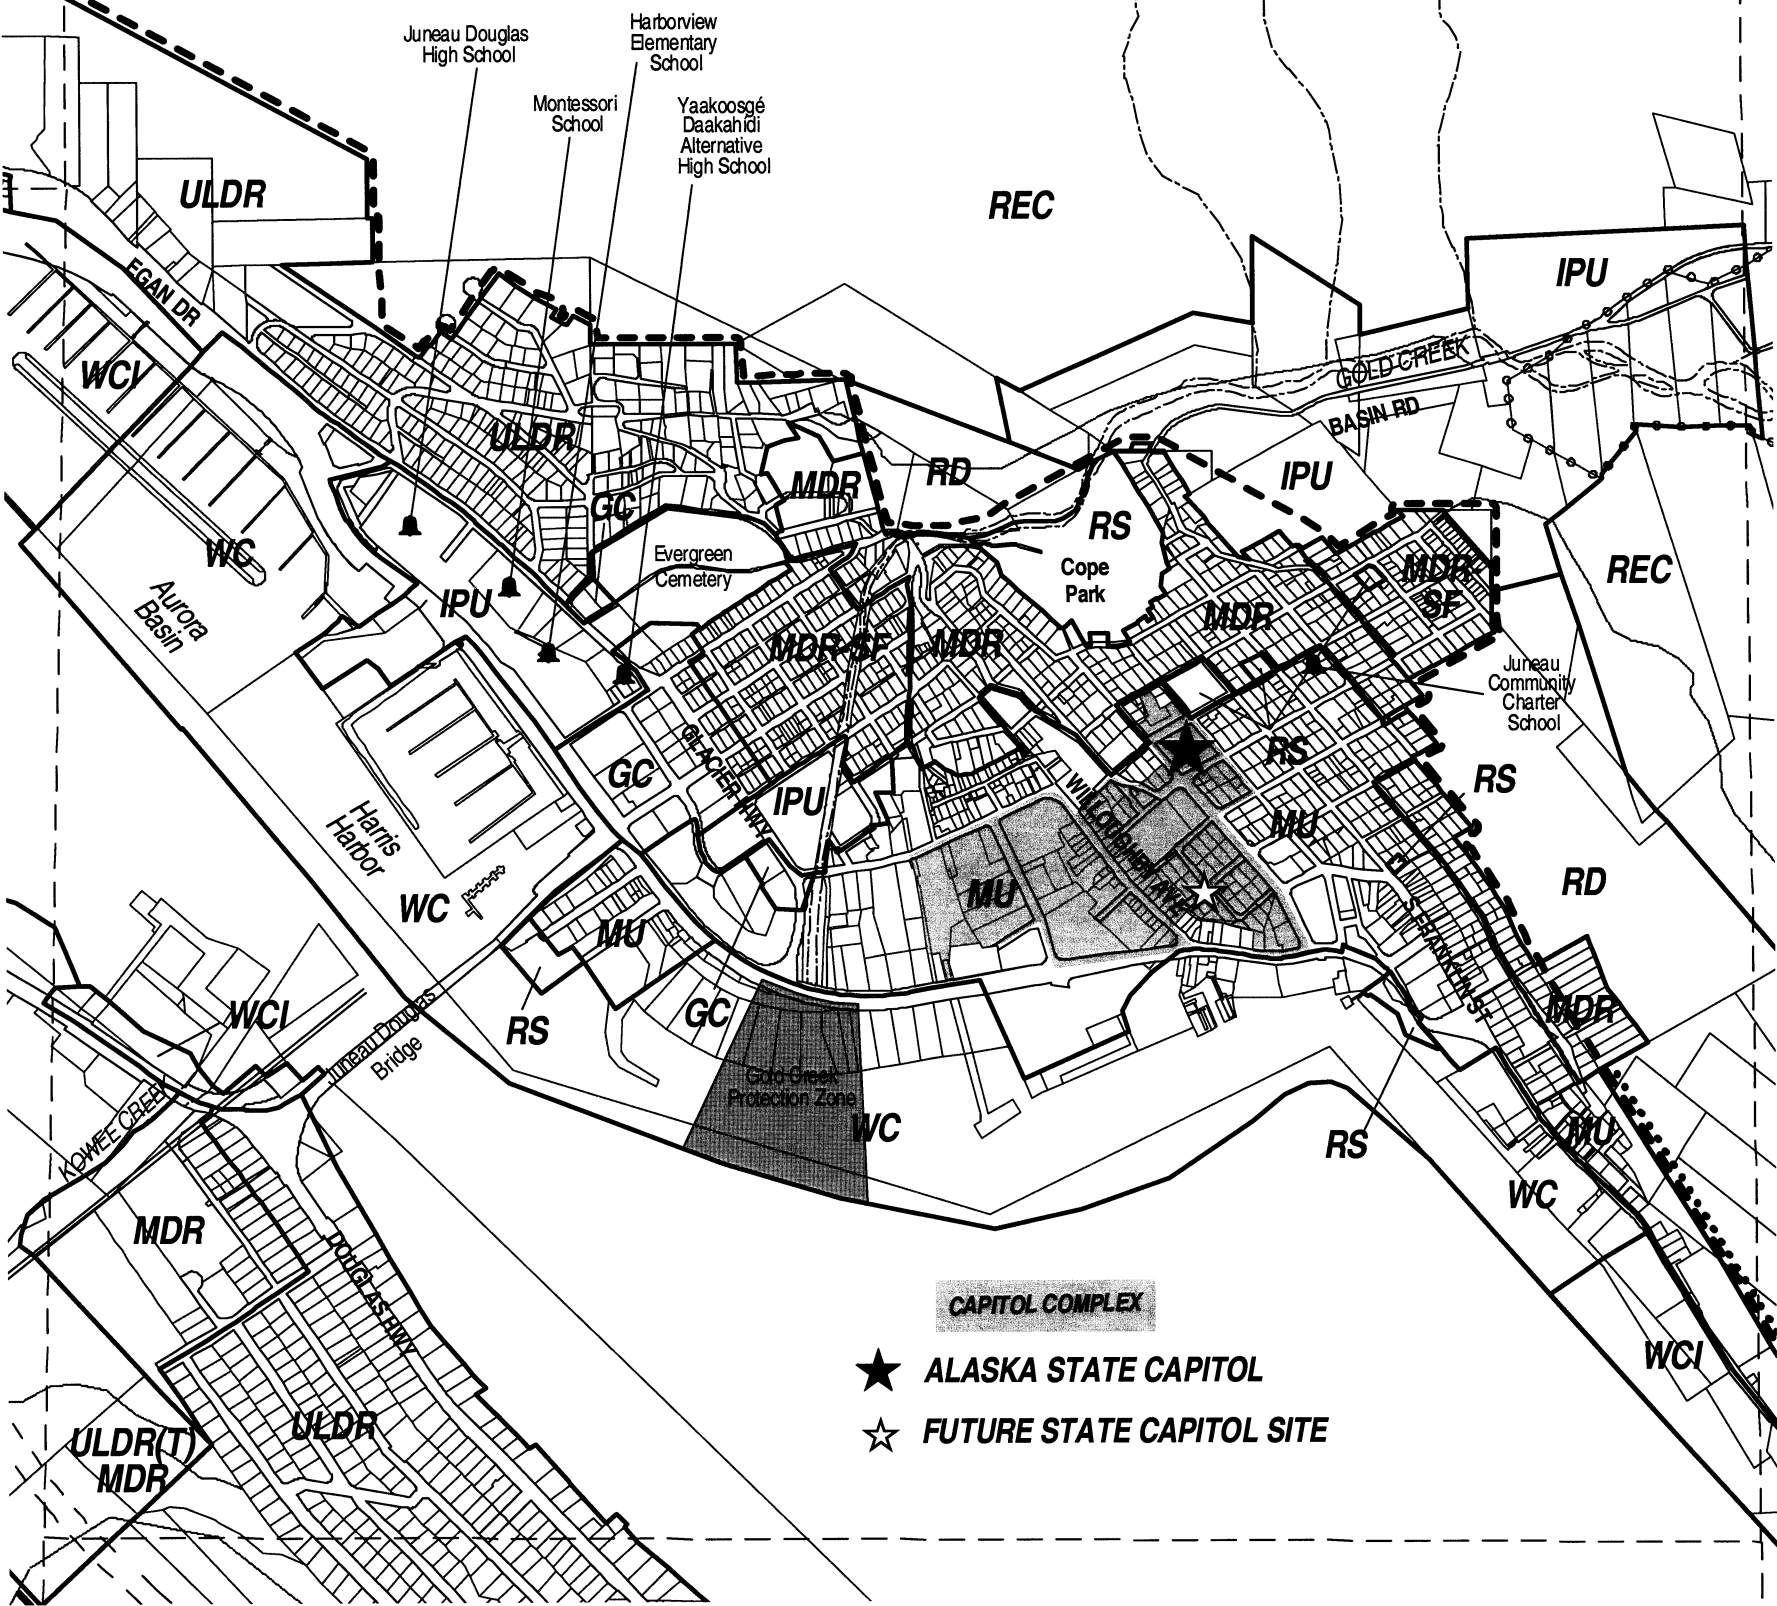 Juneau Douglas
High School
Harborview
Elementary
School
Montessori
School
Yaakoosgé
Daakahídi
Alternative
High School
ULDR
REC
IPU
EGAN DR
WCI
GOLD CREEK
BASIN RD
ULDR
GC
MDR
RD
IPU
RS
Cope
Park
WC
Aurora
Basin
IPU
Evergreen
Cemetery
MDR-SF
MDR
MDR
MDR
SF
REC
Juneau
Community
Charter
School
GC
GLACIER HWY
IPU
WILLOUGHBY AVE
RS
RS
MU
MU
RD
Harris
Harbor
WC
MU
S FRANKLIN ST
WCI
Juneau Douglas
Bridge
RS
GC
MDR
Gold Creek
Protection Zone
WC
KOWEE CREEK
RS
MU
WC
MDR
DOUGLAS HWY
WCI
ULDR
ULDR(T)
MDR
CAPITOL COMPLEX
ALASKA STATE CAPITOL
FUTURE STATE CAPITOL SITE